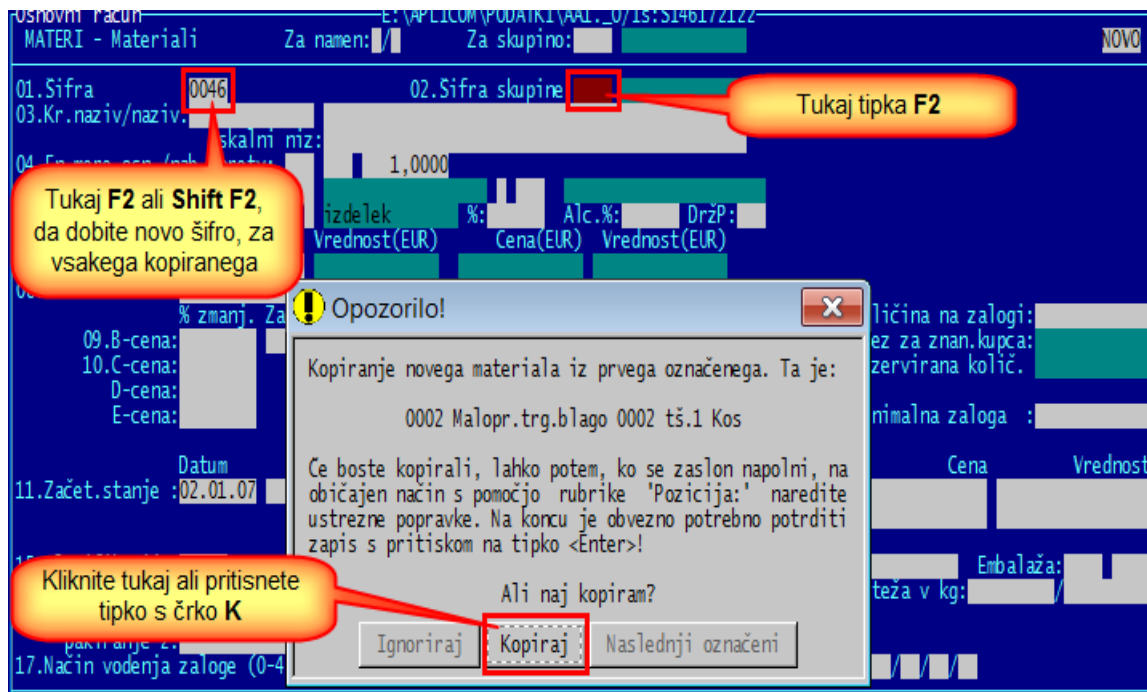 Osnovni račun E:\APLICOM\PODATKI\AAI._0/Is:S146172122
MATERI - Materiali Za namen: / Za skupino: NOVO
01.Šifra 0046 02.Šifra skupine
Tukaj tipka F2
03.Kr.naziv/naziv:
skalni niz:
1,0000
Tukaj F2 ali Shift F2,
da dobite novo šifro, za
vsakega kopiranega
izdelek %: Alc.%: DržP:
Vrednost(EUR) Cena(EUR) Vrednost(EUR)
% zmanj. Za
09.B-cena:
10.C-cena:
D-cena:
E-cena:
ličina na zalogi:
ez za znan.kupca:
zervirana količ.
nimalna zaloga :
Opozorilo!
Kopiranje novega materiala iz prvega označenega. Ta je:
0002 Malopr.trg.blago 0002 tš.1 Kos
Če boste kopirali, lahko potem, ko se zaslon napolni, na
običajen način s pomočjo rubrike 'Pozicija:' naredite
ustrezne popravke. Na koncu je obvezno potrebno potrditi
zapis s pritiskom na tipko <Enter>!
Ali naj kopiram?
Ignoriraj Kopiraj Naslednji označeni
Datum Cena Vrednost
11.Začet.stanje :02.01.07
Kliknite tukaj ali pritisnete
tipko s črko K
Embalaža:
teža v kg: /
pakiranje 2:
17.Način vodenja zaloge (0-4 / / /